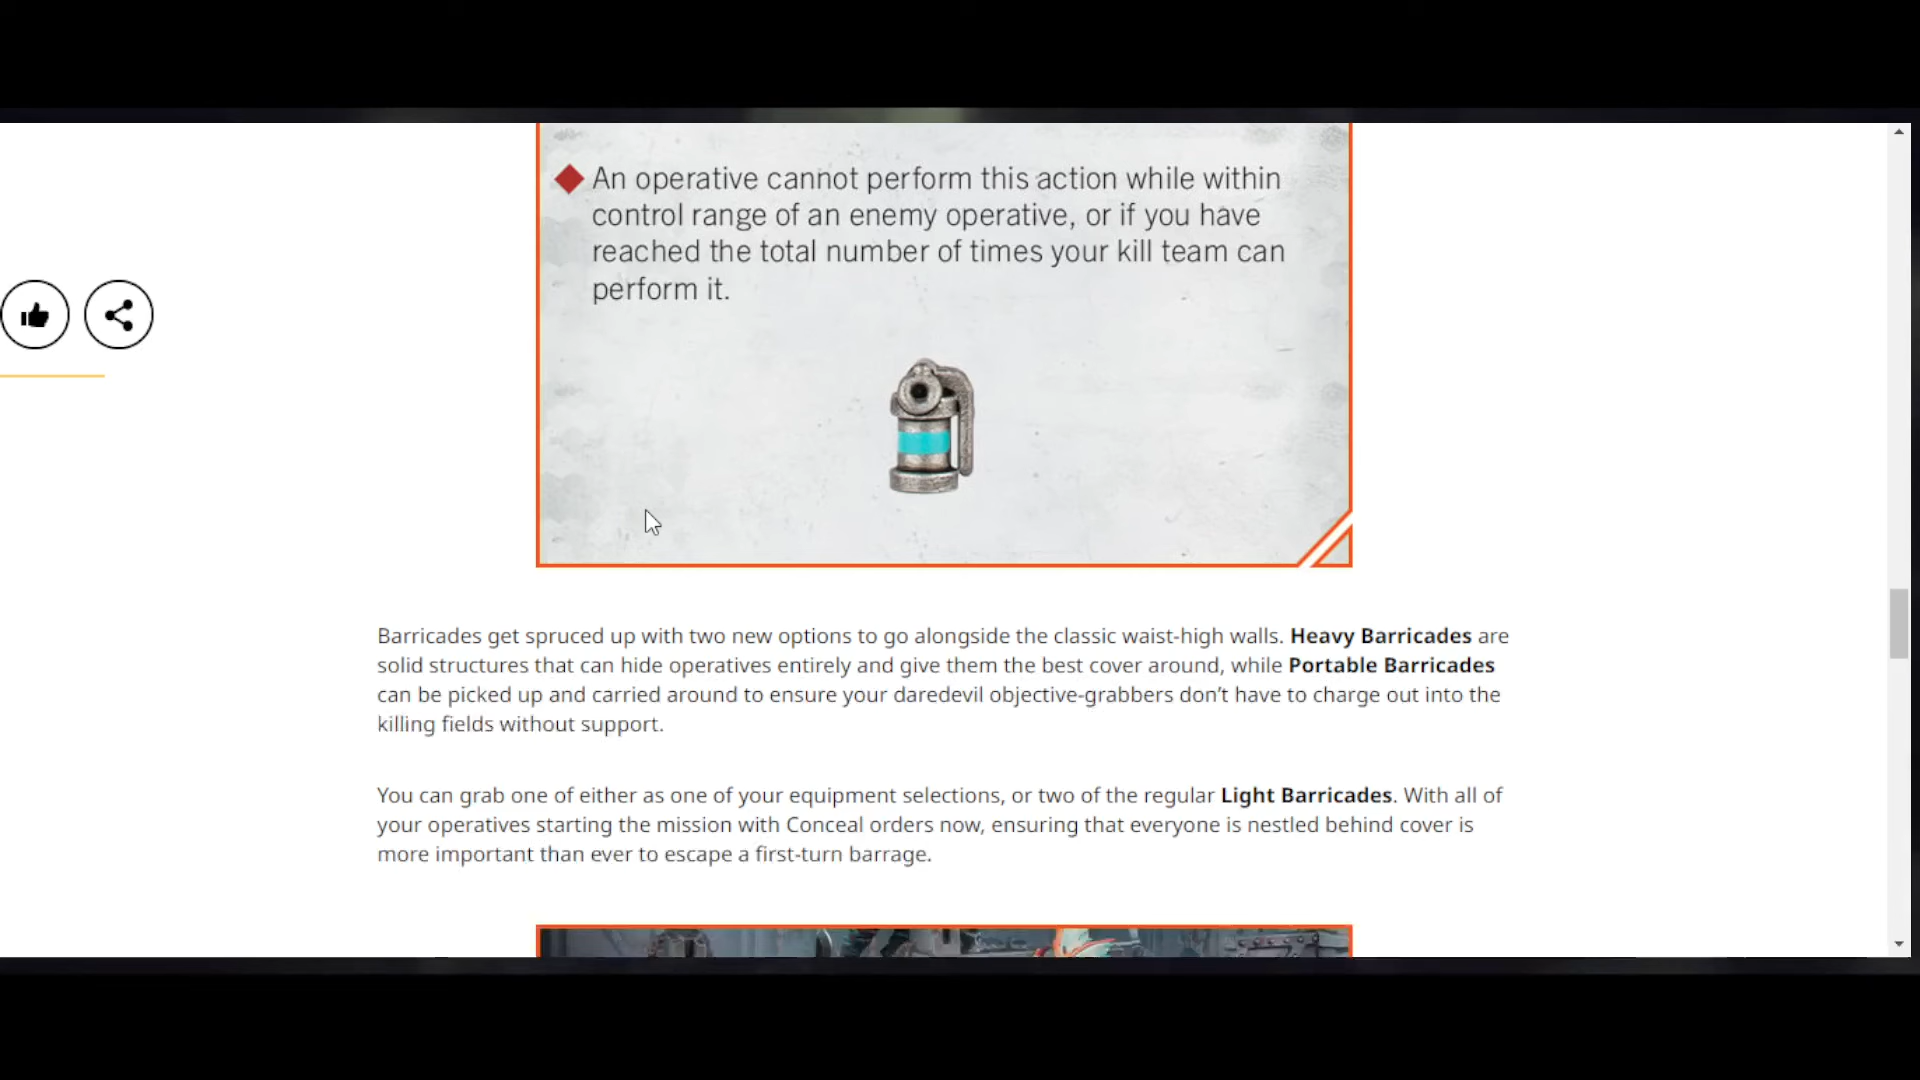 An operative cannot perform this action while within
control range of an enemy operative, or if you have
reached the total number of times your kill team can
perform it.
Barricades get spruced up with two new options to go alongside the classic waist-high walls. Heavy Barricades are
solid structures that can hide operatives entirely and give them the best cover around, while Portable Barricades
can be picked up and carried around to ensure your daredevil objective-grabbers don’t have to charge out into the
killing fields without support.
You can grab one of either as one of your equipment selections, or two of the regular Light Barricades. With all of
your operatives starting the mission with Conceal orders now, ensuring that everyone is nestled behind cover is
more important than ever to escape a first-turn barrage.